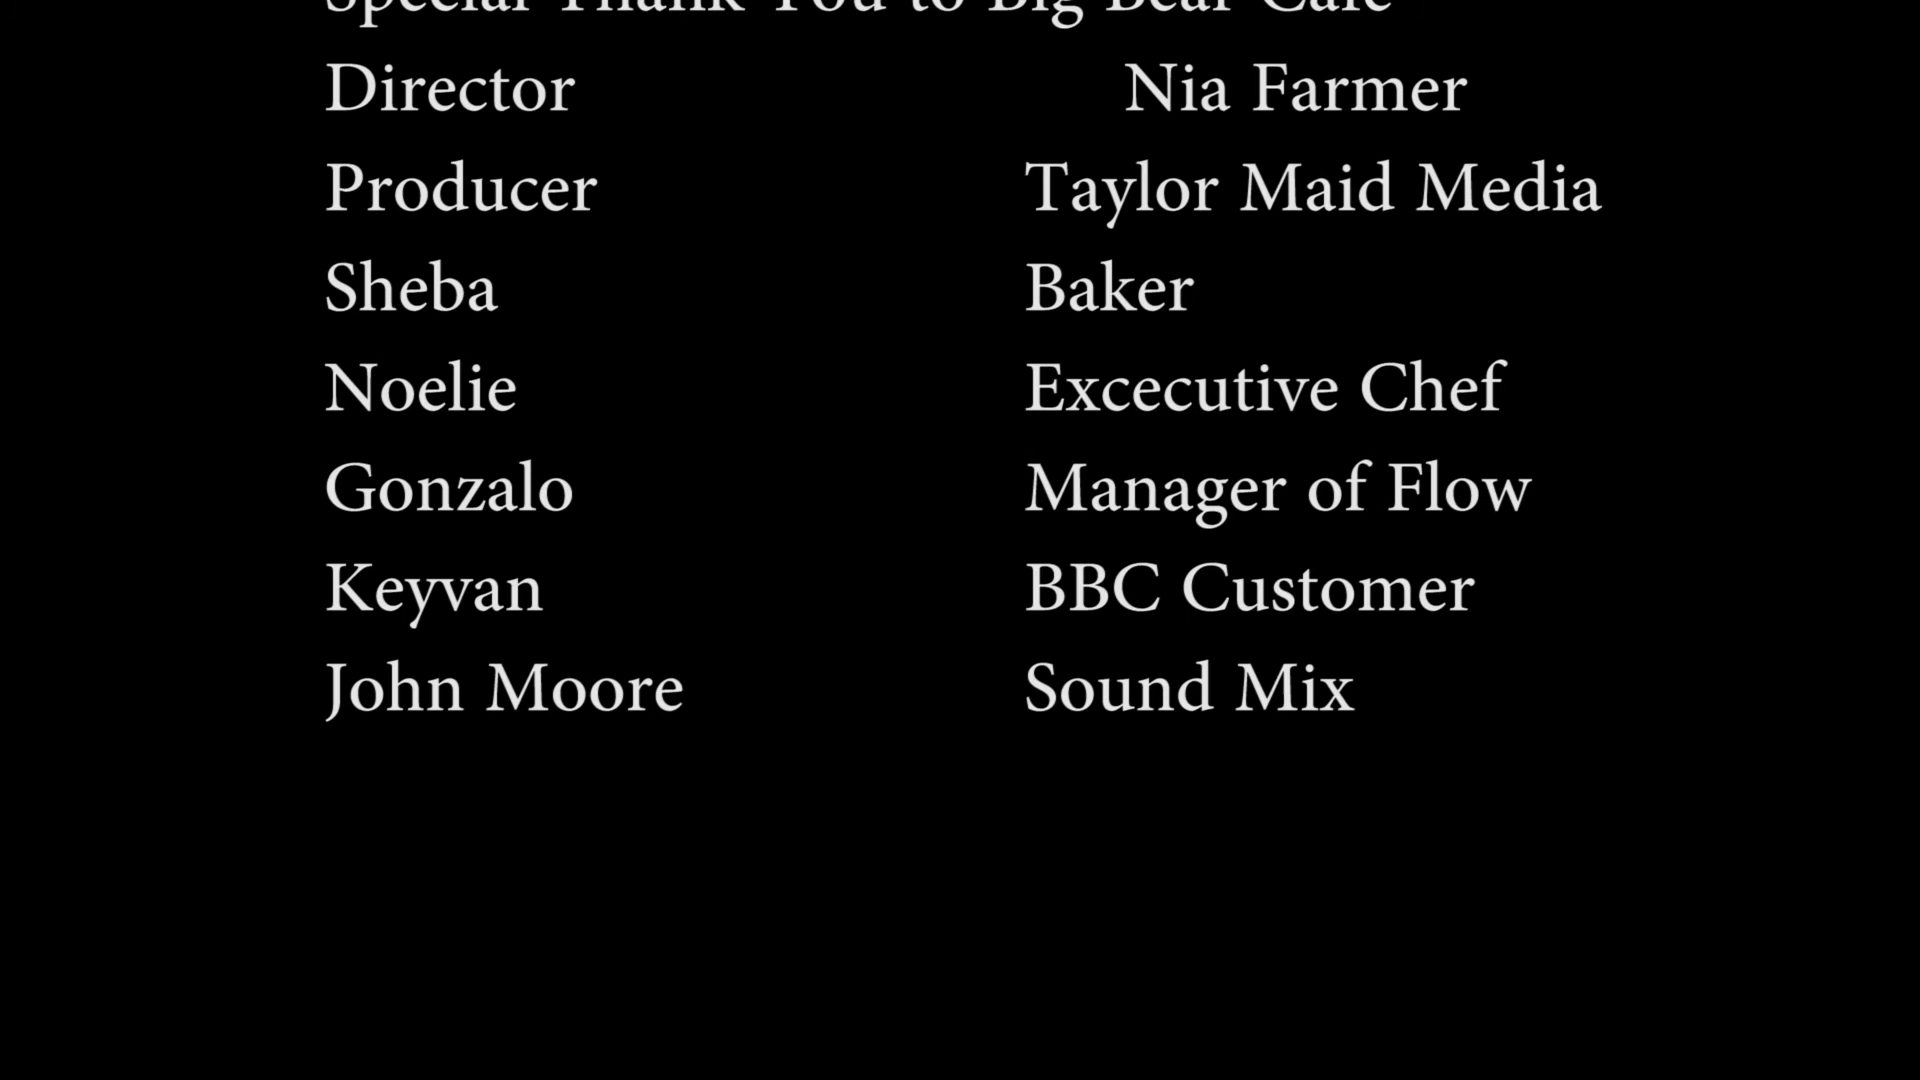 Special Thank You to Big Bear Cafe
Director Nia Farmer
Producer Taylor Maid Media
Sheba Baker
Noelie Excecutive Chef
Gonzalo Manager of Flow
Keyvan BBC Customer
John Moore Sound Mix